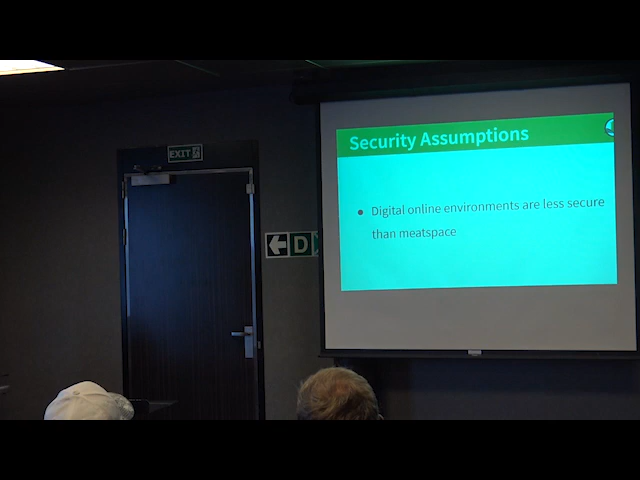 Security Assumptions
EXIT
● Digital online environments are less secure
than meatspace
D